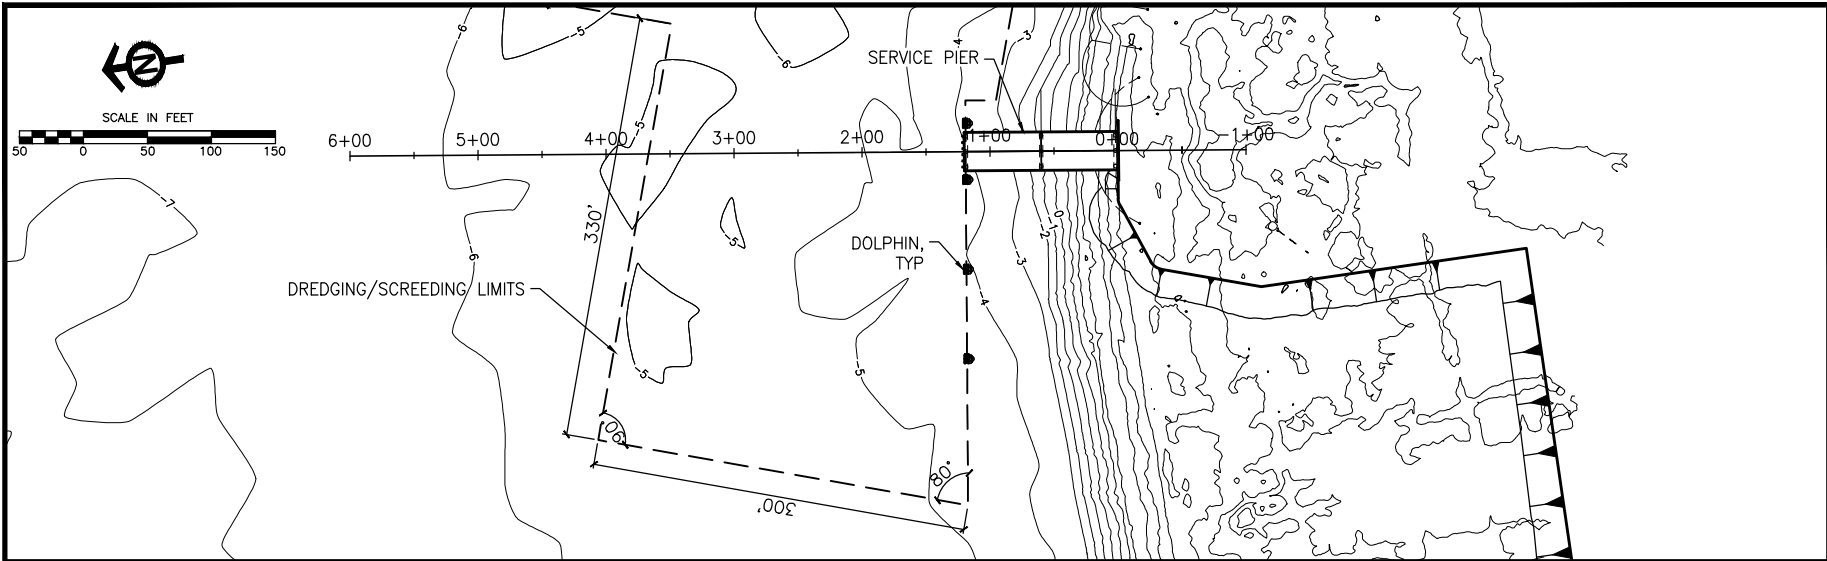 -6
-5
-6
-4
-3
SERVICE PIER
N
SCALE IN FEET
50 0 50 100 150
-5
6+00 5+00 4+00 3+00 2+00 1+00 0+00 -1+00
-7
330'
-5
-6
0
-1
-2
-3
DOLPHIN,
TYP
DREDGING/SCREEDING LIMITS
-4
-5
-5
90°
80°
300'